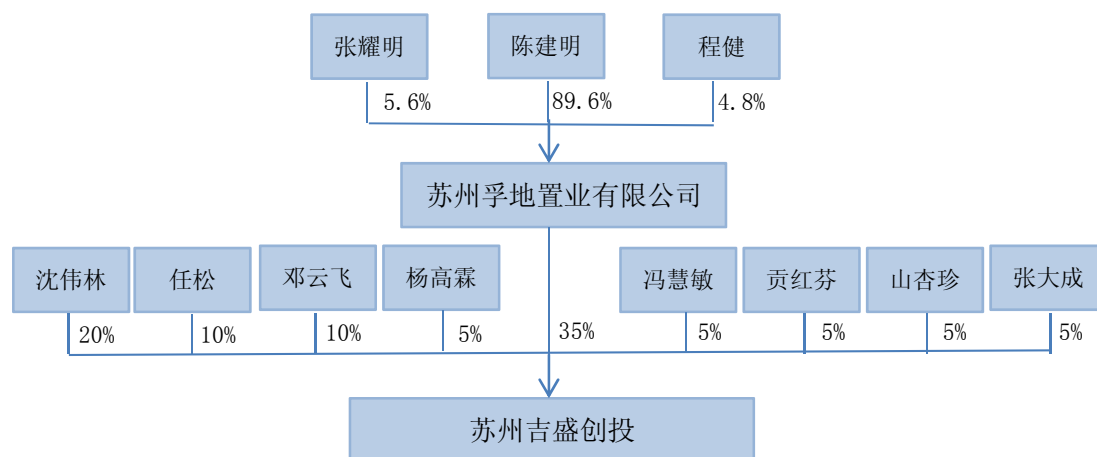 张耀明 陈建明 程健
5.6% 89.6% 4.8%
苏州孚地置业有限公司
沈伟林 任松 邓云飞 杨高霖 冯慧敏 贡红芬 山杏珍 张大成
20% 10% 10% 5% 35% 5% 5% 5% 5%
苏州吉盛创投